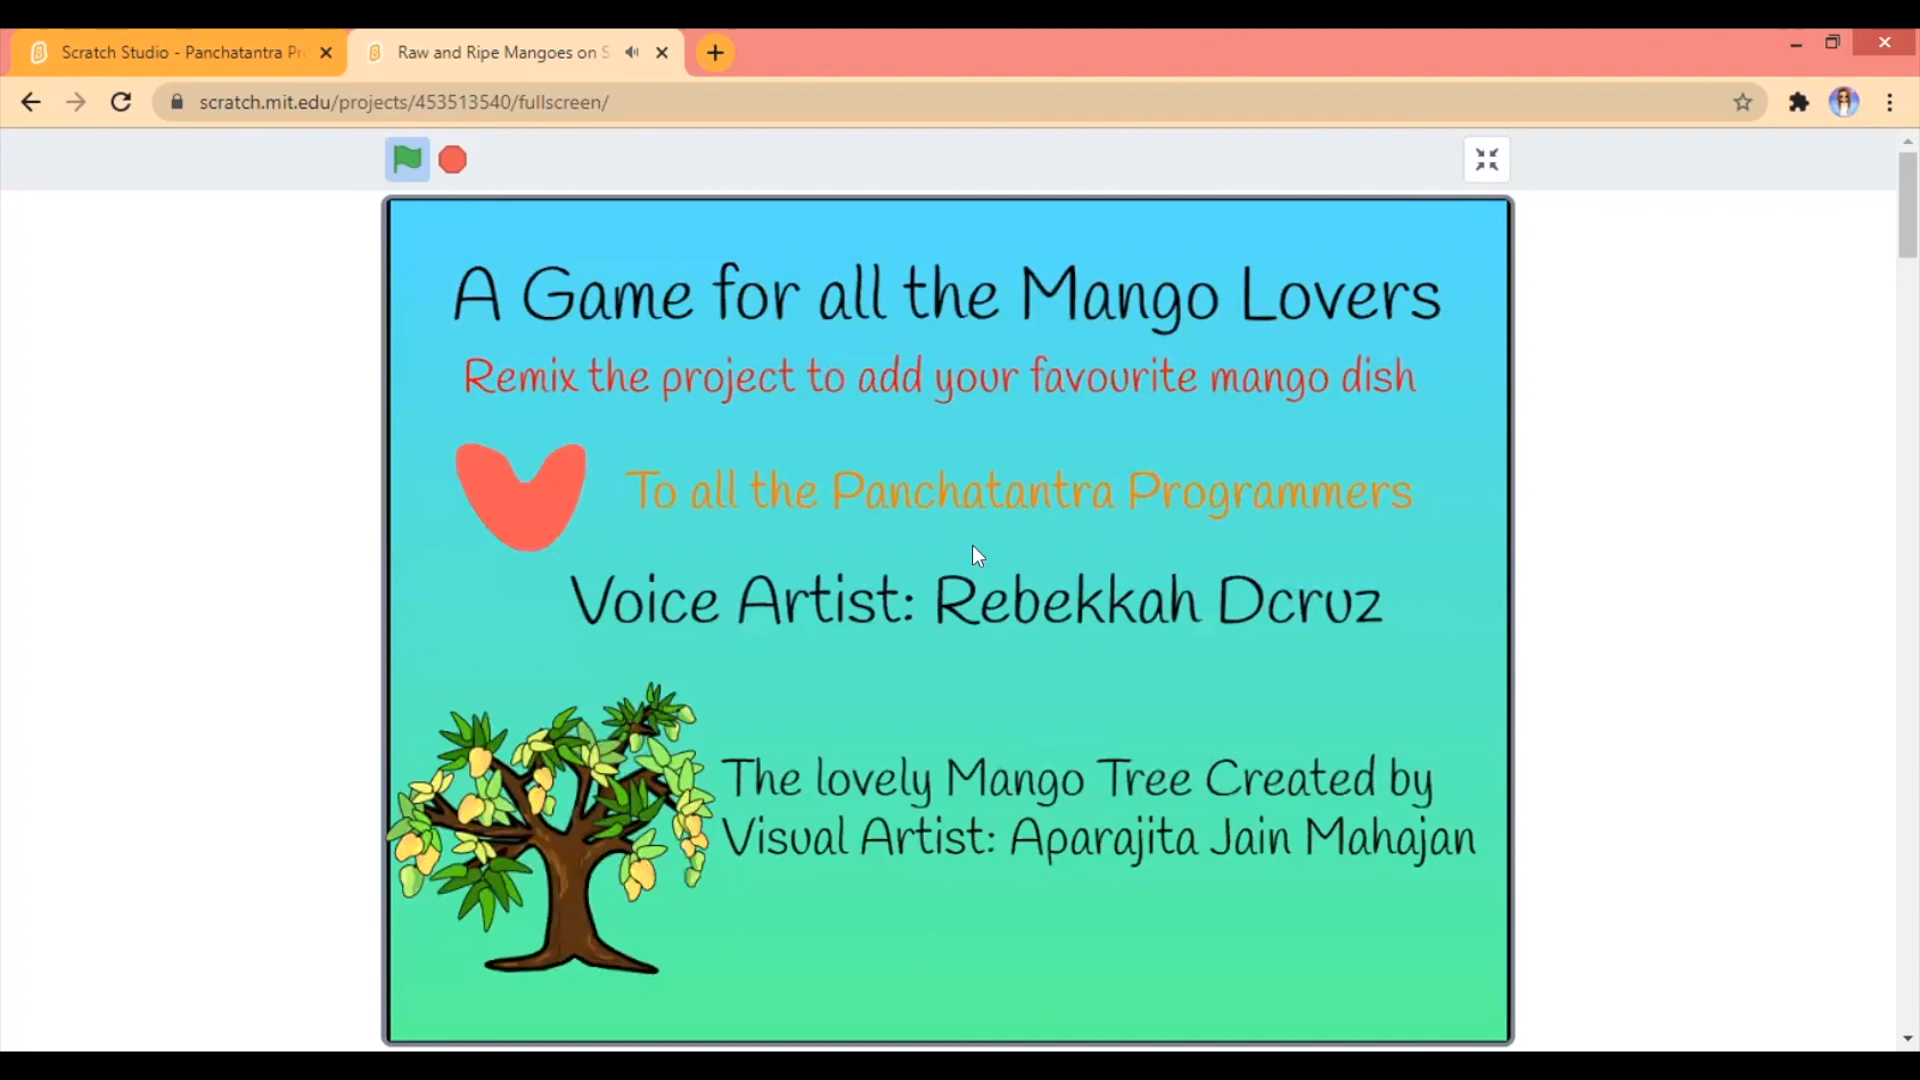 Scratch Studio - Panchatantra Pr
Raw and Ripe Mangoes on S
scratch.mit.edu/projects/453513540/fullscreen/
A Game for all the Mango Lovers
Remix the project to add your favourite mango dish
To all the Panchatantra Programmers
Voice Artist: Rebekkah Dcruz
The lovely Mango Tree Created by
Visual Artist: Aparajita Jain Mahajan